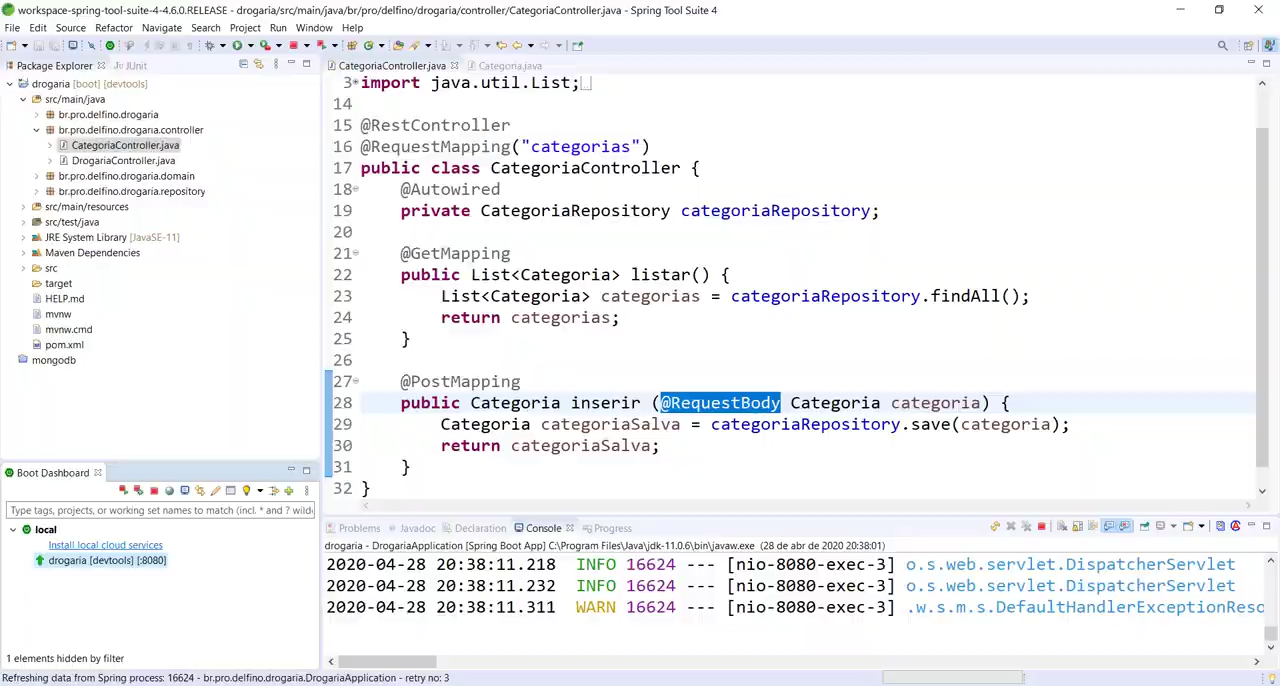 workspace-spring-tool-suite-4-4.6.0.RELEASE - drogaria/src/main/java/br/pro/delfino/drogaria/controller/CategoriaController.java - Spring Tool Suite 4
File Edit Source Refactor Navigate Search Project Run Window Help
Package Explorer
JUnit
drogaria [boot] [devtools]
src/main/java
br.pro.delfino.drogaria
br.pro.delfino.drogaria.controller
CategoriaController.java
DrogariaController.java
br.pro.delfino.drogaria.domain
br.pro.delfino.drogaria.repository
src/main/resources
src/test/java
JRE System Library [JavaSE-11]
Maven Dependencies
src
target
HELP.md
mvnw
mvnw.cmd
pom.xml
mongodb
CategoriaController.java
Categoria.java
3 import java.util.List;
14
15 @RestController
16 @RequestMapping("categorias")
17 public class CategoriaController {
18 @Autowired
19 private CategoriaRepository categoriaRepository;
20
21 @GetMapping
22 public List<Categoria> listar() {
23 List<Categoria> categorias = categoriaRepository.findAll();
24 return categorias;
25 }
26
27 @PostMapping
28 public Categoria inserir (@RequestBody Categoria categoria) {
29 Categoria categoriaSalva = categoriaRepository.save(categoria);
30 return categoriaSalva;
31 }
32 }
Boot Dashboard
Type tags, projects, or working set names to match (incl. * and ? wild
local
Install local cloud services
drogaria [devtools] [:8080]
1 elements hidden by filter
Problems Javadoc Declaration Console Progress
drogaria - DrogariaApplication [Spring Boot App] C:\Program Files\Java\jdk-11.0.6\bin\javaw.exe (28 de abr de 2020 20:38:01)
2020-04-28 20:38:11.218 INFO 16624 --- [nio-8080-exec-3] o.s.web.servlet.DispatcherServlet
2020-04-28 20:38:11.232 INFO 16624 --- [nio-8080-exec-3] o.s.web.servlet.DispatcherServlet
2020-04-28 20:38:11.311 WARN 16624 --- [nio-8080-exec-3] .w.s.m.s.DefaultHandlerExceptionReso
Refreshing data from Spring process: 16624 - br.pro.delfino.drogaria.DrogariaApplication - retry no: 3